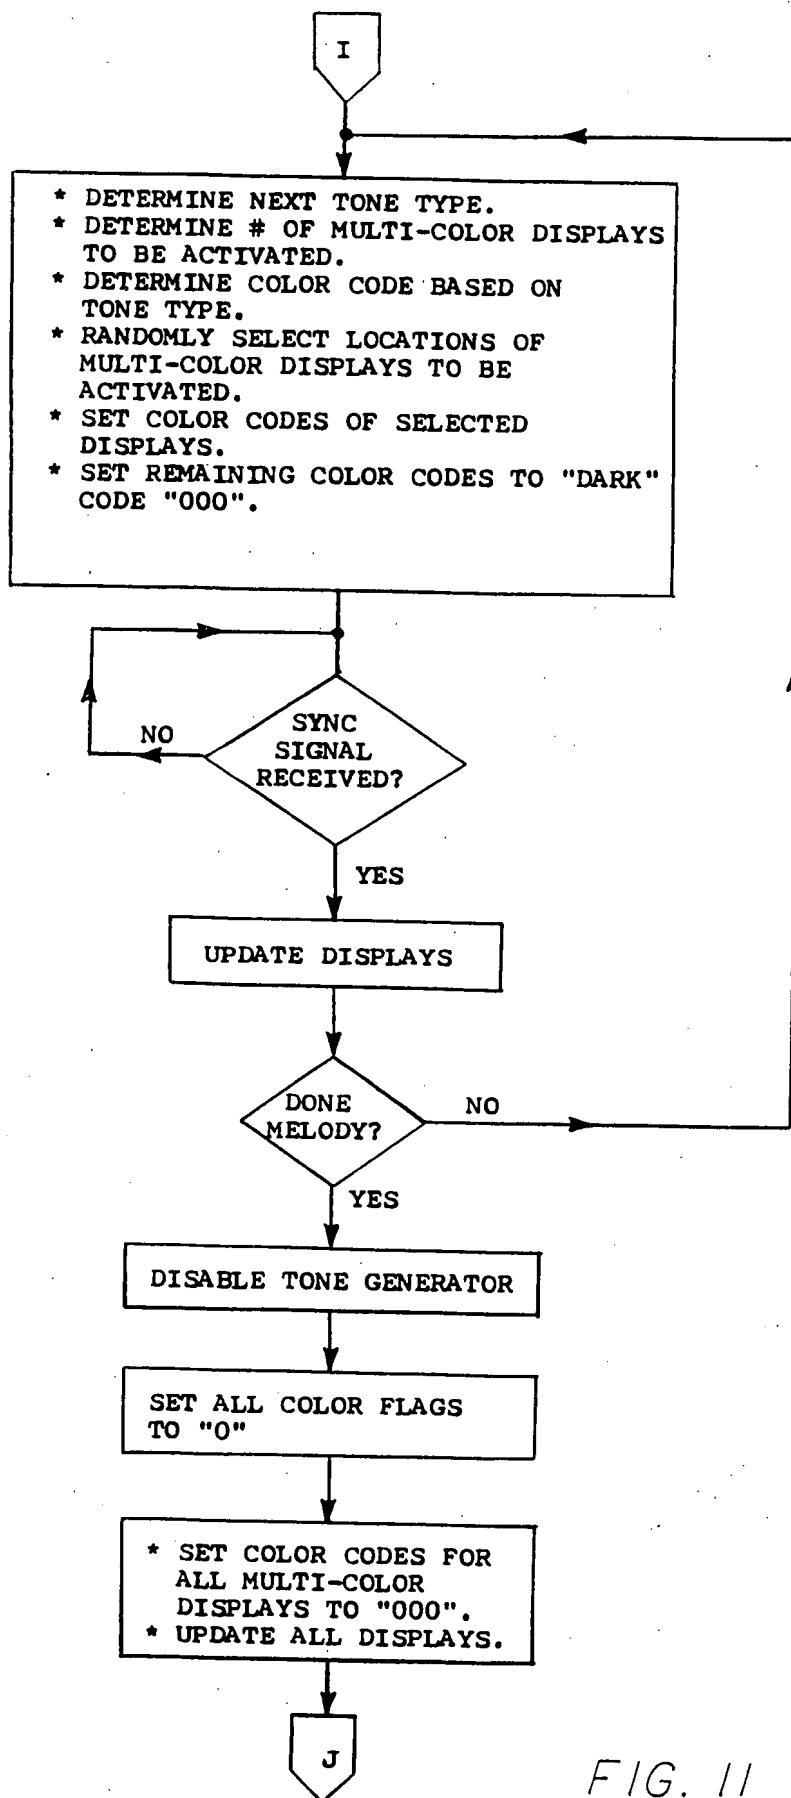 I
* DETERMINE NEXT TONE TYPE.
* DETERMINE # OF MULTI-COLOR DISPLAYS
TO BE ACTIVATED.
* DETERMINE COLOR CODE BASED ON
TONE TYPE.
* RANDOMLY SELECT LOCATIONS OF
MULTI-COLOR DISPLAYS TO BE
ACTIVATED.
* SET COLOR CODES OF SELECTED
DISPLAYS.
* SET REMAINING COLOR CODES TO "DARK"
CODE "000".
NO
SYNC
SIGNAL
RECEIVED?
YES
UPDATE DISPLAYS
DONE
MELODY?
NO
YES
DISABLE TONE GENERATOR
SET ALL COLOR FLAGS
TO "0"
* SET COLOR CODES FOR
ALL MULTI-COLOR
DISPLAYS TO "000".
* UPDATE ALL DISPLAYS.
J
FIG. 11